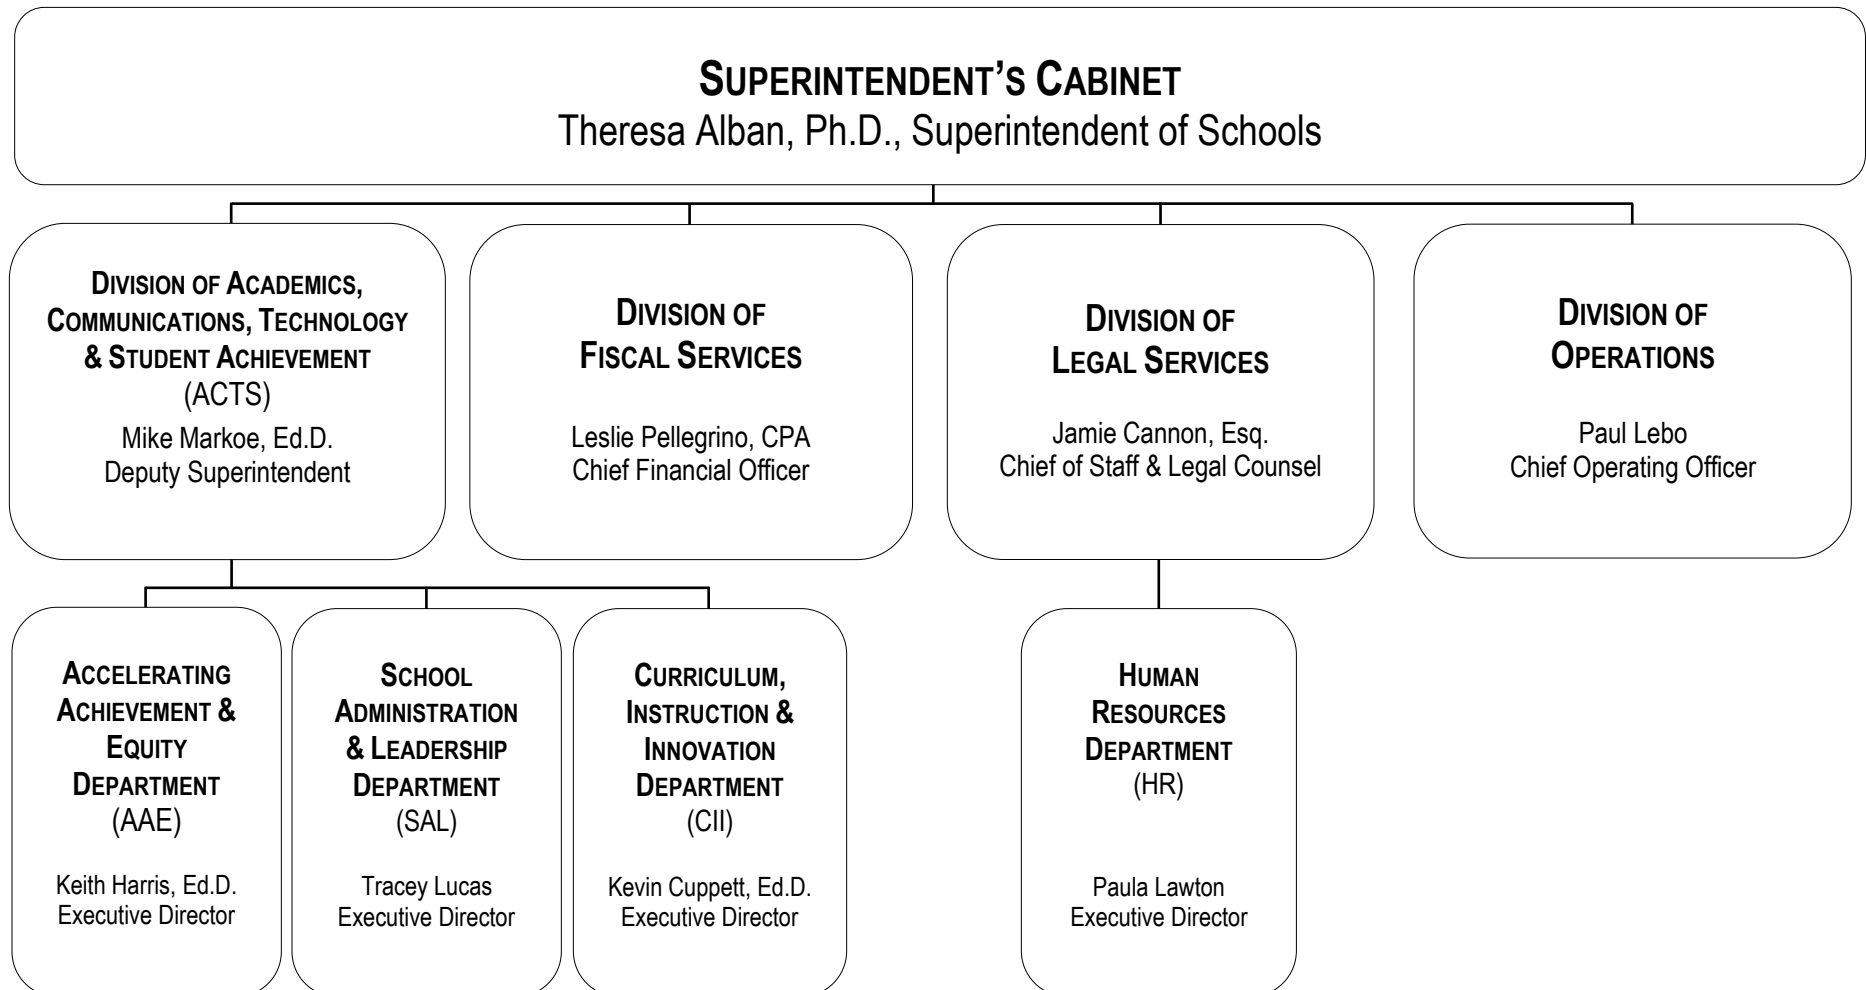 SUPERINTENDENT’S CABINET
Theresa Alban, Ph.D., Superintendent of Schools
DIVISION OF ACADEMICS,
COMMUNICATIONS, TECHNOLOGY
& STUDENT ACHIEVEMENT
(ACTS)
Mike Markoe, Ed.D.
Deputy Superintendent
DIVISION OF
FISCAL SERVICES
Leslie Pellegrino, CPA
Chief Financial Officer
DIVISION OF
LEGAL SERVICES
Jamie Cannon, Esq.
Chief of Staff & Legal Counsel
DIVISION OF
OPERATIONS
Paul Lebo
Chief Operating Officer
ACCELERATING
ACHIEVEMENT &
EQUITY
DEPARTMENT
(AAE)
Keith Harris, Ed.D.
Executive Director
SCHOOL
ADMINISTRATION
& LEADERSHIP
DEPARTMENT
(SAL)
Tracey Lucas
Executive Director
CURRICULUM,
INSTRUCTION &
INNOVATION
DEPARTMENT
(CII)
Kevin Cuppett, Ed.D.
Executive Director
HUMAN
RESOURCES
DEPARTMENT
(HR)
Paula Lawton
Executive Director